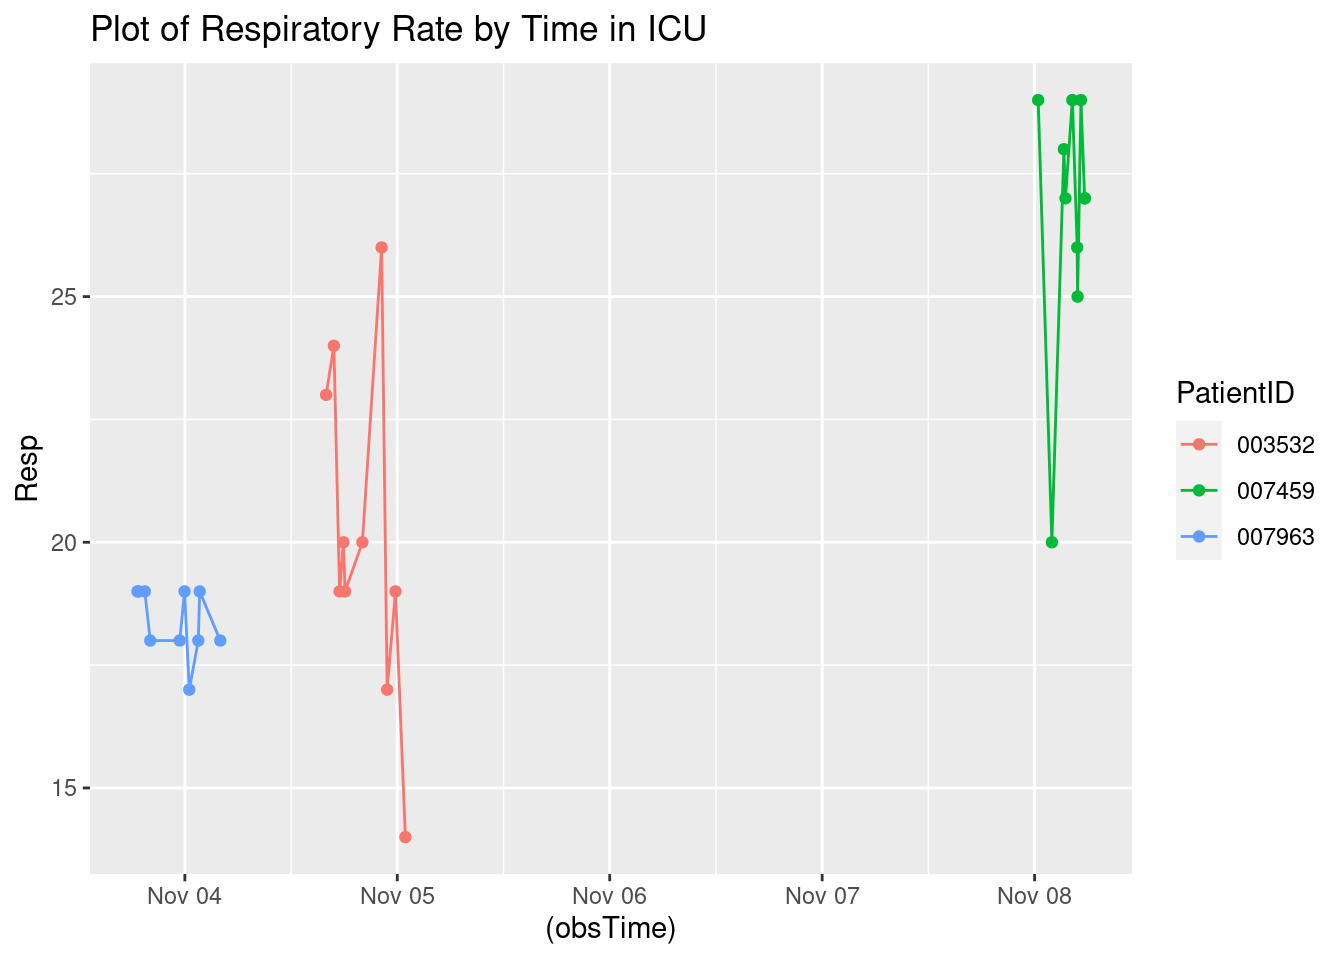 Plot of Respiratory Rate by Time in ICU
Resp
25
20
15
Nov 04
Nov 05
Nov 06
Nov 07
Nov 08
(obsTime)
PatientID
003532
007459
007963